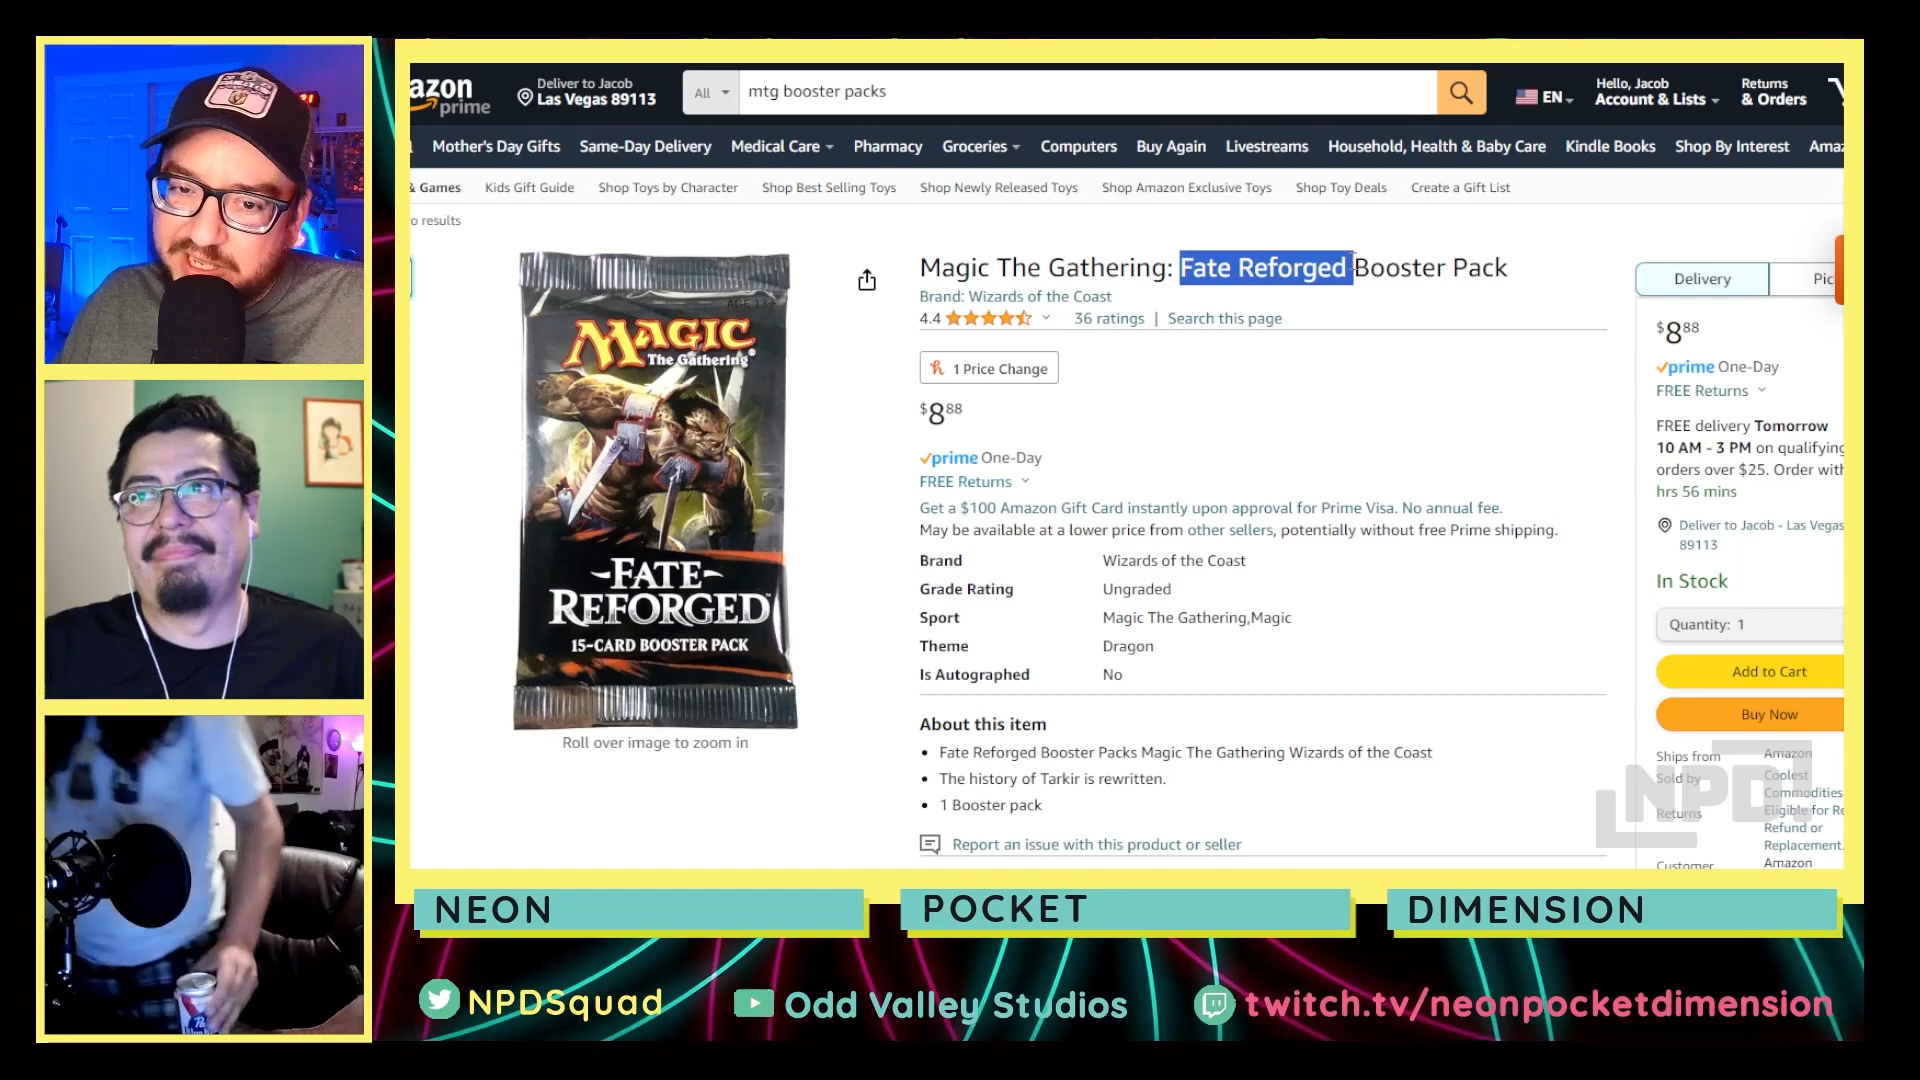 azon
prime
Deliver to Jacob
Las Vegas 89113
All
mtg booster packs
EN
Hello, Jacob
Account & Lists
Returns
& Orders
Mother's Day Gifts
Same-Day Delivery
Medical Care
Pharmacy
Groceries
Computers
Buy Again
Livestreams
Household, Health & Baby Care
Kindle Books
Shop By Interest
Amaz
& Games
Kids Gift Guide
Shop Toys by Character
Shop Best Selling Toys
Shop Newly Released Toys
Shop Amazon Exclusive Toys
Shop Toy Deals
Create a Gift List
o results
MAGIC
The Gathering®
-FATE-
REFORGED™
15-CARD BOOSTER PACK
Roll over image to zoom in
Magic The Gathering: Fate Reforged Booster Pack
Brand: Wizards of the Coast
4.4
36 ratings | Search this page
1 Price Change
$8 88
prime One-Day
FREE Returns
Get a $100 Amazon Gift Card instantly upon approval for Prime Visa. No annual fee.
May be available at a lower price from other sellers, potentially without free Prime shipping.
Brand Wizards of the Coast
Grade Rating Ungraded
Sport Magic The Gathering,Magic
Theme Dragon
Is Autographed No
About this item
• Fate Reforged Booster Packs Magic The Gathering Wizards of the Coast
• The history of Tarkir is rewritten.
• 1 Booster pack
Report an issue with this product or seller
Delivery
Pic
$8 88
prime One-Day
FREE Returns
FREE delivery Tomorrow
10 AM - 3 PM on qualifying
orders over $25. Order with
hrs 56 mins
Deliver to Jacob - Las Vegas
89113
In Stock
Quantity: 1
Add to Cart
Buy Now
Ships from Amazon
Sold by Coolest
Commodities
Returns Eligible for Re
Refund or
Replacement
Customer Amazon
NPD!
NEON
POCKET
DIMENSION
NPDSquad
Odd Valley Studios
twitch.tv/neonpocketdimension